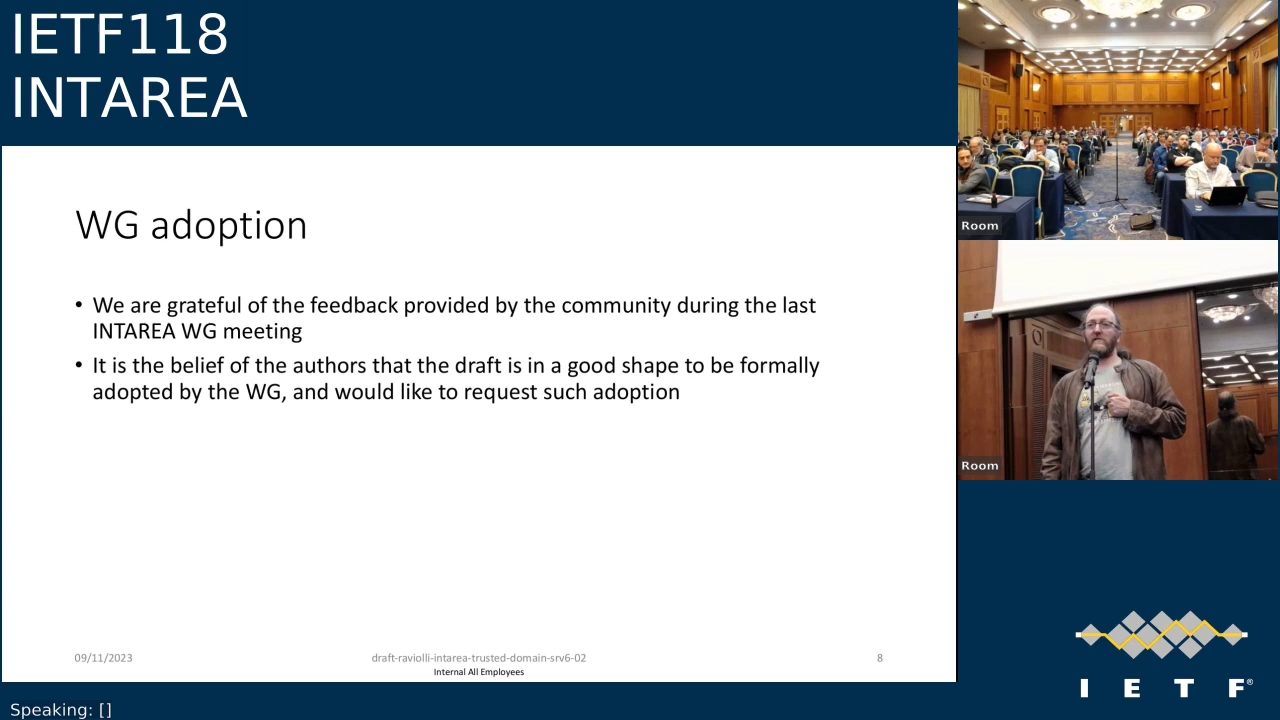 IETF118
INTAREA
Room
WG adoption
• We are grateful of the feedback provided by the community during the last
INTAREA WG meeting
• It is the belief of the authors that the draft is in a good shape to be formally
adopted by the WG, and would like to request such adoption
Room
09/11/2023
draft-raviolli-intarea-trusted-domain-srv6-02
8
Internal All Employees
I E T F®
Speaking: []